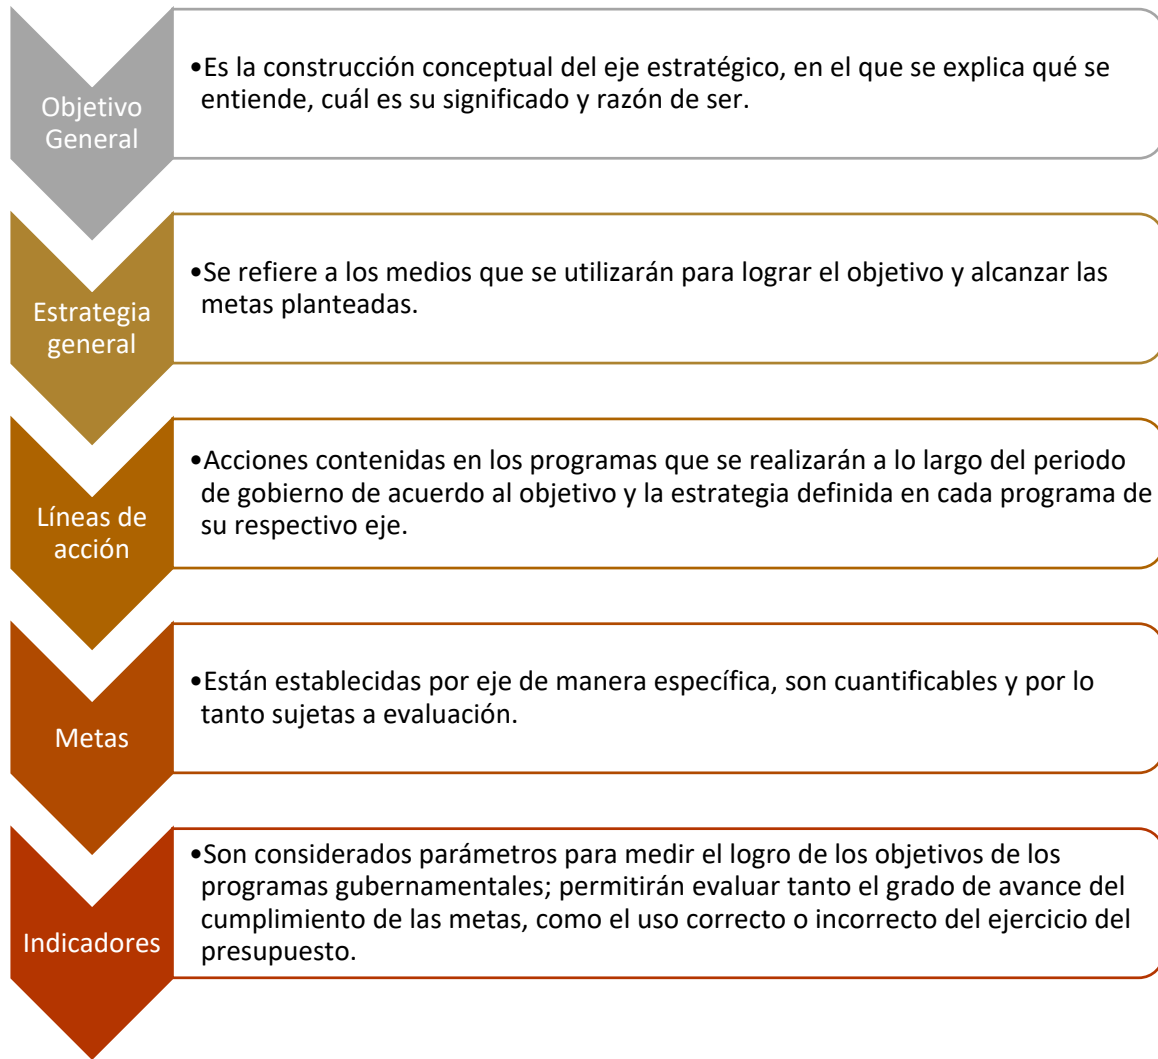 Objetivo
General
•Es la construcción conceptual del eje estratégico, en el que se explica qué se
entiende, cuál es su significado y razón de ser.
Estrategia
general
•Se refiere a los medios que se utilizarán para lograr el objetivo y alcanzar las
metas planteadas.
Líneas de
acción
•Acciones contenidas en los programas que se realizarán a lo largo del periodo
de gobierno de acuerdo al objetivo y la estrategia definida en cada programa de
su respectivo eje.
Metas
•Están establecidas por eje de manera específica, son cuantificables y por lo
tanto sujetas a evaluación.
Indicadores
•Son considerados parámetros para medir el logro de los objetivos de los
programas gubernamentales; permitirán evaluar tanto el grado de avance del
cumplimiento de las metas, como el uso correcto o incorrecto del ejercicio del
presupuesto.